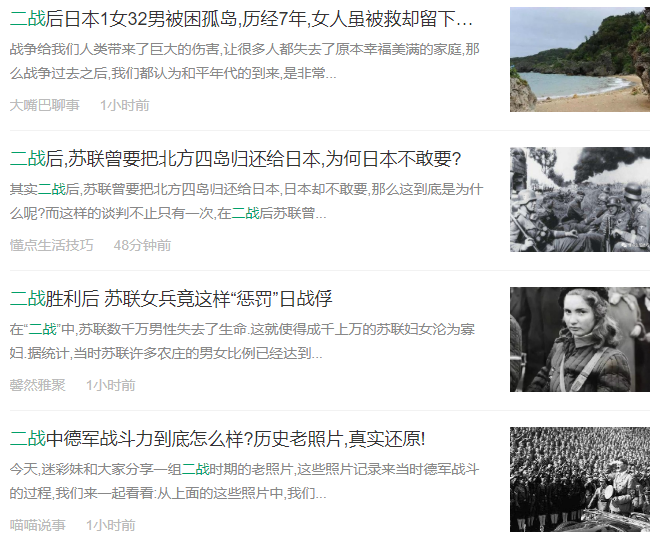 二战后日本1女32男被困孤岛,历经7年,女人虽被救却留下…
战争给我们人类带来了巨大的伤害,让很多人都失去了原本幸福美满的家庭,那
么战争过去之后,我们都认为和平年代的到来,是非常...
大嘴巴聊事 1小时前
二战后,苏联曾要把北方四岛归还给日本,为何日本不敢要?
其实二战后,苏联曾要把北方四岛归还给日本,日本却不敢要,那么这到底是为什
么呢?而这样的谈判不止只有一次,在二战后苏联曾...
懂点生活技巧 48分钟前
二战胜利后 苏联女兵竟这样“惩罚”日战俘
在“二战”中,苏联数千万男性失去了生命.这就使得成千上万的苏联妇女沦为寡
妇.据统计,当时苏联许多农庄的男女比例已经达到...
馨然雅聚 1小时前
二战中德军战斗力到底怎么样?历史老照片,真实还原!
今天,迷彩妹和大家分享一组二战时期的老照片,这些照片记录来当时德军战斗
的过程,我们来一起看看:从上面的这些照片中,我们...
喵喵说事 1小时前